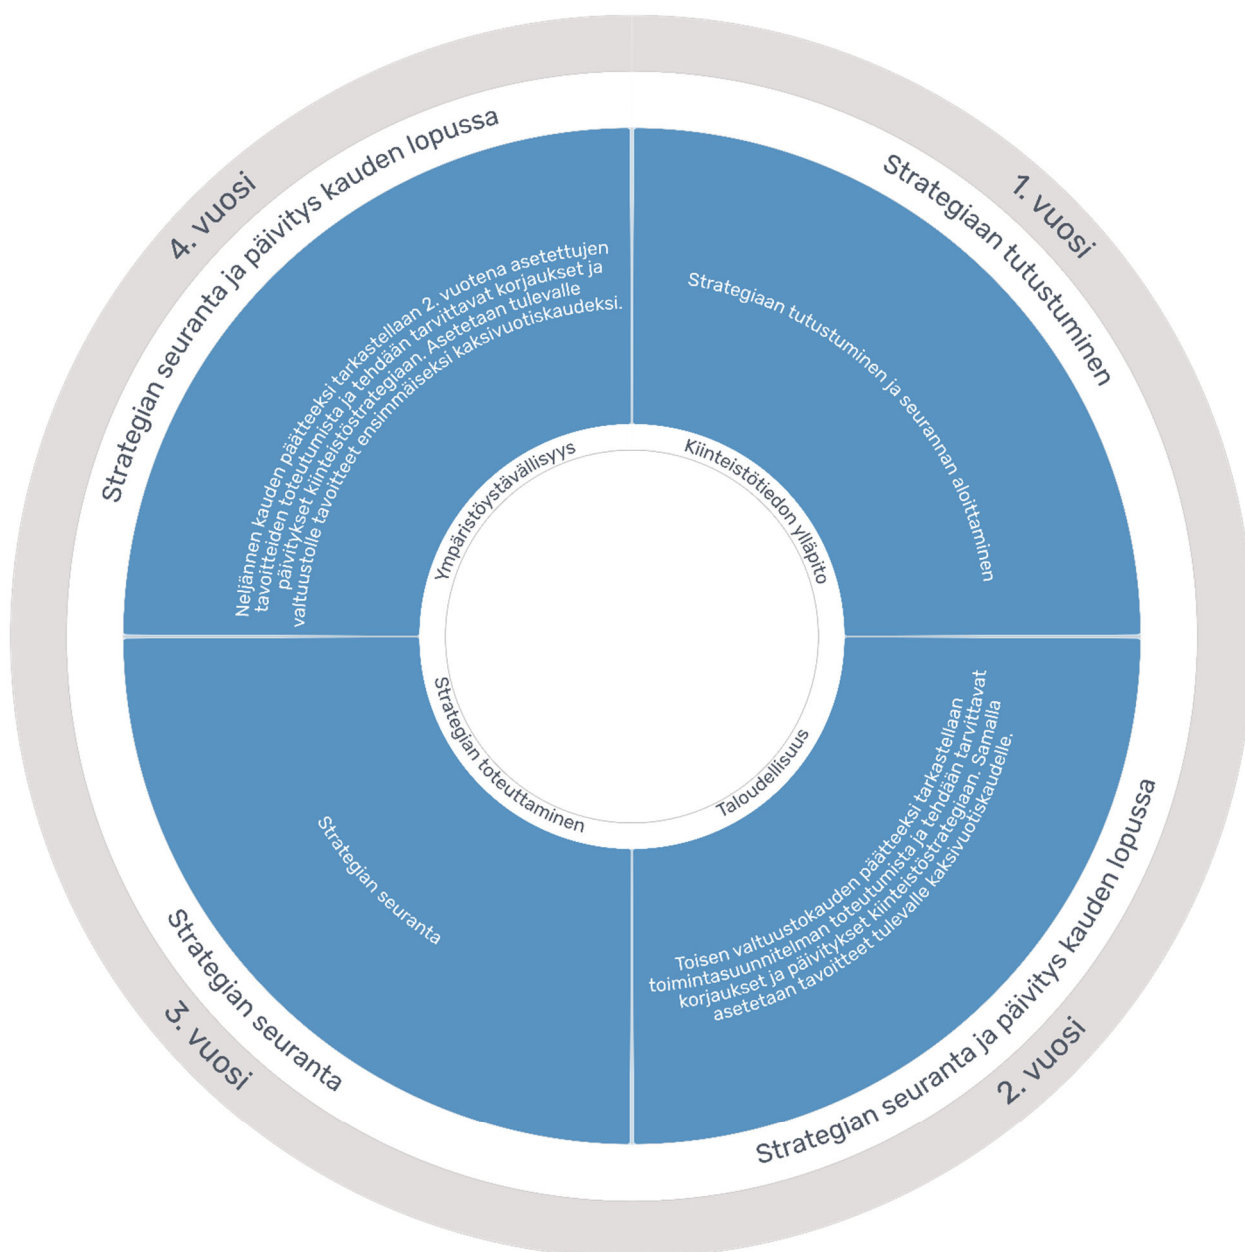 1. vuosi
Strategiaan tutustuminen
Strategiaan tutustuminen ja seurannan aloittaminen
Kiinteistötiedon ylläpito
2. vuosi
Strategian seuranta ja päivitys kauden lopussa
Toisen valtuustokauden päätteeksi tarkastellaan
toimintasuunnitelman toteutumista ja tehdään tarvittavat
korjaukset ja päivitykset kiinteistöstrategiaan. Samalla
asetetaan tavoitteet tulevalle kaksivuotiskaudelle.
Taloudellisuus
3. vuosi
Strategian seuranta
Strategian seuranta
Strategian toteuttaminen
4. vuosi
Strategian seuranta ja päivitys kauden lopussa
Neljännen kauden päätteeksi tarkastellaan 2. vuotena asetettujen
tavoitteiden toteutumista ja tehdään tarvittavat korjaukset ja
päivitykset kiinteistöstrategiaan. Asetetaan tulevalle
valtuustolle tavoitteet ensimmäiseksi kaksivuotiskaudeksi.
Ympäristöystävällisyys